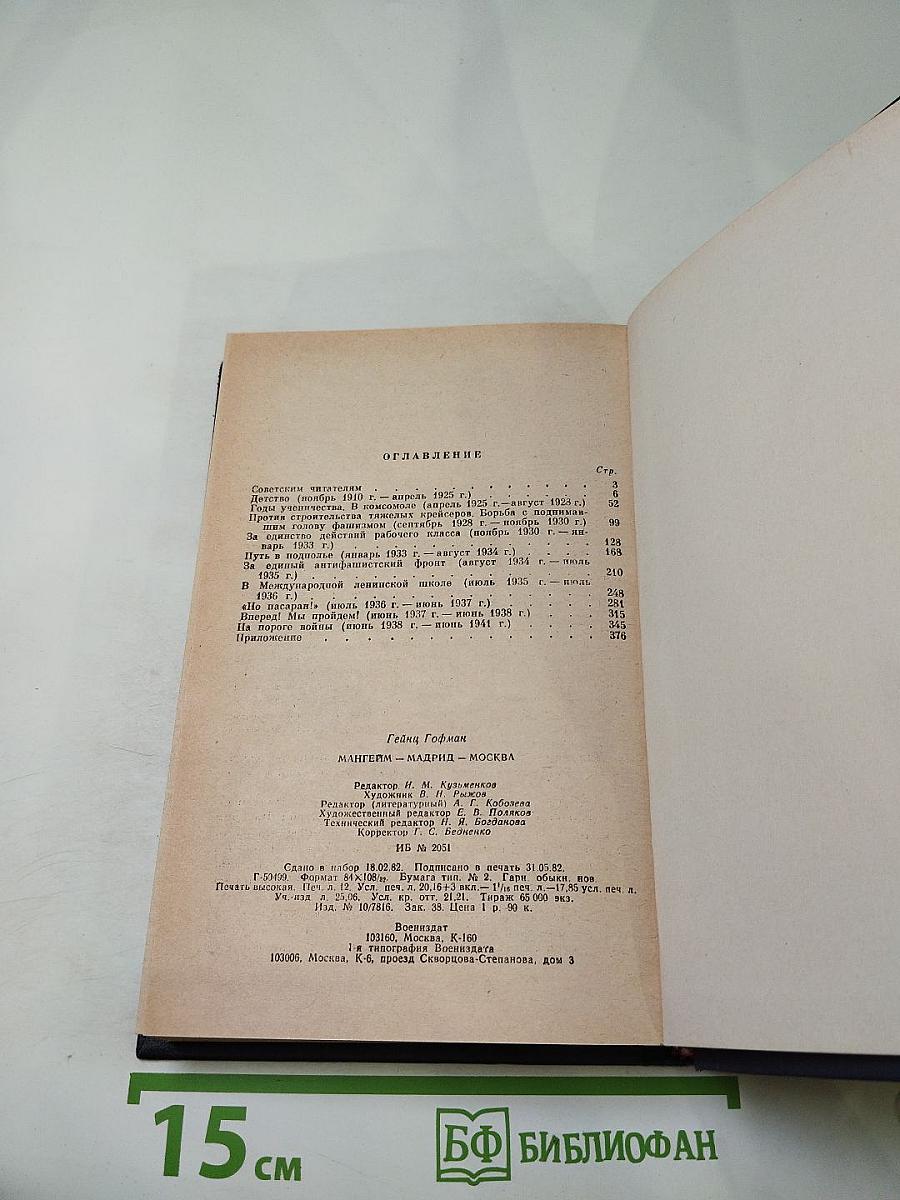 ОГЛАВЛЕНИЕ
Стр.
Советским читателям . . . . . . . . . . . . 3
Детство (ноябрь 1910 г. — апрель 1925 г.) . . . . . . 6
Годы ученичества. В комсомоле (апрель 1925 г.—август 1928 г.) 52
Против строительства тяжелых крейсеров. Борьба с поднимав-
шим голову фашизмом (сентябрь 1928 г. — ноябрь 1930 г.) 99
За единство действий рабочего класса (ноябрь 1930 г. — ян-
варь 1933 г.) . . . . . . . . . . . . 128
Путь в подполье (январь 1933 г. — август 1934 г.) . . . . 168
За единый антифашистский фронт (август 1934 г. — июль
1935 г.) . . . . . . . . . . . . . 210
В Международной ленинской школе (июль 1935 г. — июль
1936 г.) . . . . . . . . . . . . . 248
«Но пасаран!» (июль 1936 г. — июнь 1937 г.) . . . . . 281
Вперед! Мы пройдем! (июнь 1937 г. — июнь 1938 г.) . . . 315
На пороге войны (июнь 1938 г. — июнь 1941 г.) . . . . 345
Приложение . . . . . . . . . . . . . . 376
Гейнц Гофман
МАНГЕЙМ — МАДРИД — МОСКВА
Редактор И. М. Кузьменков
Художник В. Н. Рыжов
Редактор (литературный) А. Г. Кобозева
Художественный редактор Е. В. Поляков
Технический редактор Н. Я. Богданова
Корректор Г. С. Бедненко
ИБ № 2051
Сдано в набор 18.02.82. Подписано в печать 31.05.82.
Г-50499. Формат 84×108/32. Бумага тип. № 2. Гарн. обыкн. нов.
Печать высокая. Печ. л. 12. Усл. печ. л. 20,16+3 вкл.— 1¹/₁₆ печ. л.—17,85 усл. печ. л.
Уч.-изд. л. 25,06. Усл. кр. отт. 21,21. Тираж 65 000 экз.
Изд. № 10/7816. Зак. 38. Цена 1 р. 90 к.
Воениздат
103160, Москва, К-160
1-я типография Воениздата
103006, Москва, К-6, проезд Скворцова-Степанова, дом 3
15 см
БФ БИБЛИОФАН